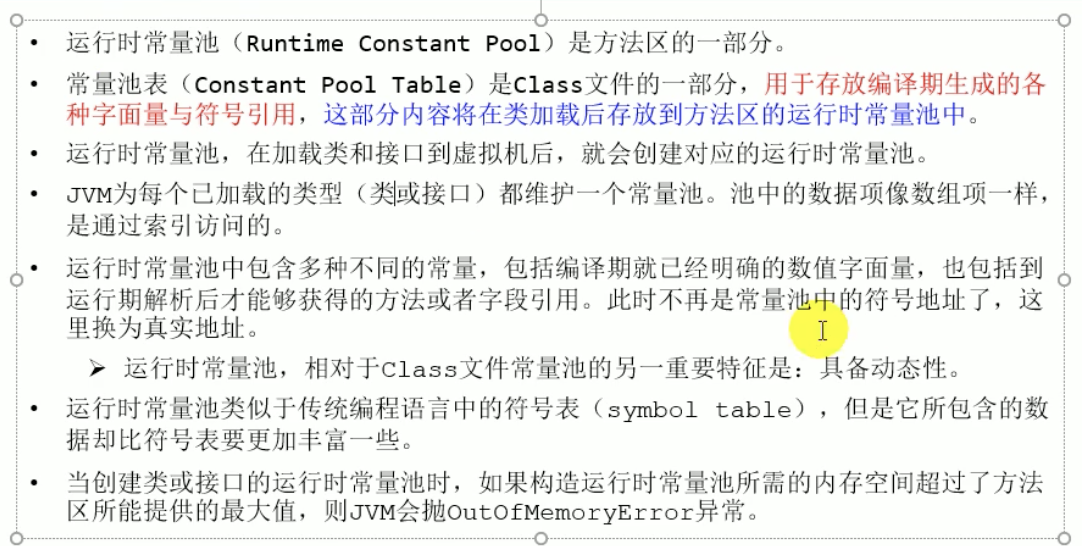 • 运行时常量池（Runtime Constant Pool）是方法区的一部分。
• 常量池表（Constant Pool Table）是Class文件的一部分，用于存放编译期生成的各
种字面量与符号引用，这部分内容将在类加载后存放到方法区的运行时常量池中。
• 运行时常量池，在加载类和接口到虚拟机后，就会创建对应的运行时常量池。
• JVM为每个已加载的类型（类或接口）都维护一个常量池。池中的数据项像数组项一样，
是通过索引访问的。
• 运行时常量池中包含多种不同的常量，包括编译期就已经明确的数值字面量，也包括到
运行期解析后才能够获得的方法或者字段引用。此时不再是常量池中的符号地址了，这
里换为真实地址。
➢ 运行时常量池，相对于Class文件常量池的另一重要特征是：具备动态性。
• 运行时常量池类似于传统编程语言中的符号表（symbol table），但是它所包含的数
据却比符号表要更加丰富一些。
• 当创建类或接口的运行时常量池时，如果构造运行时常量池所需的内存空间超过了方法
区所能提供的最大值，则JVM会抛OutOfMemoryError异常。